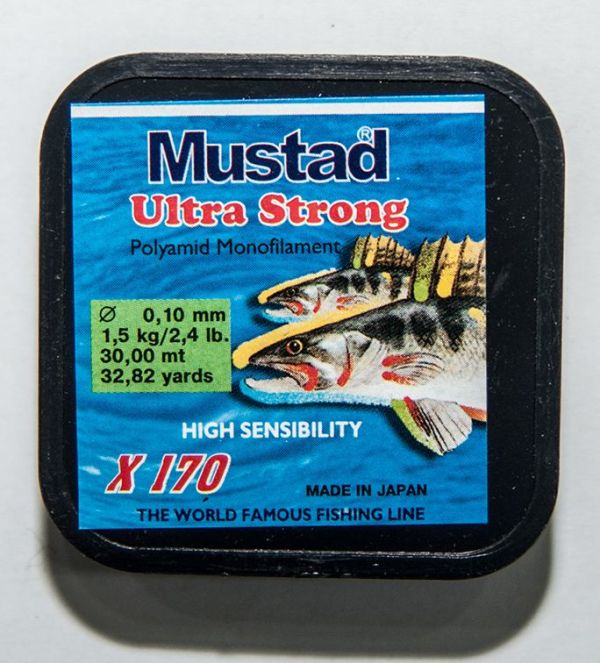 Mustad®
Ultra Strong
Polyamid Monofilament
Ø 0,10 mm
1,5 kg/2,4 lb.
30,00 mt
32,82 yards
HIGH SENSIBILITY
X 170
MADE IN JAPAN
THE WORLD FAMOUS FISHING LINE